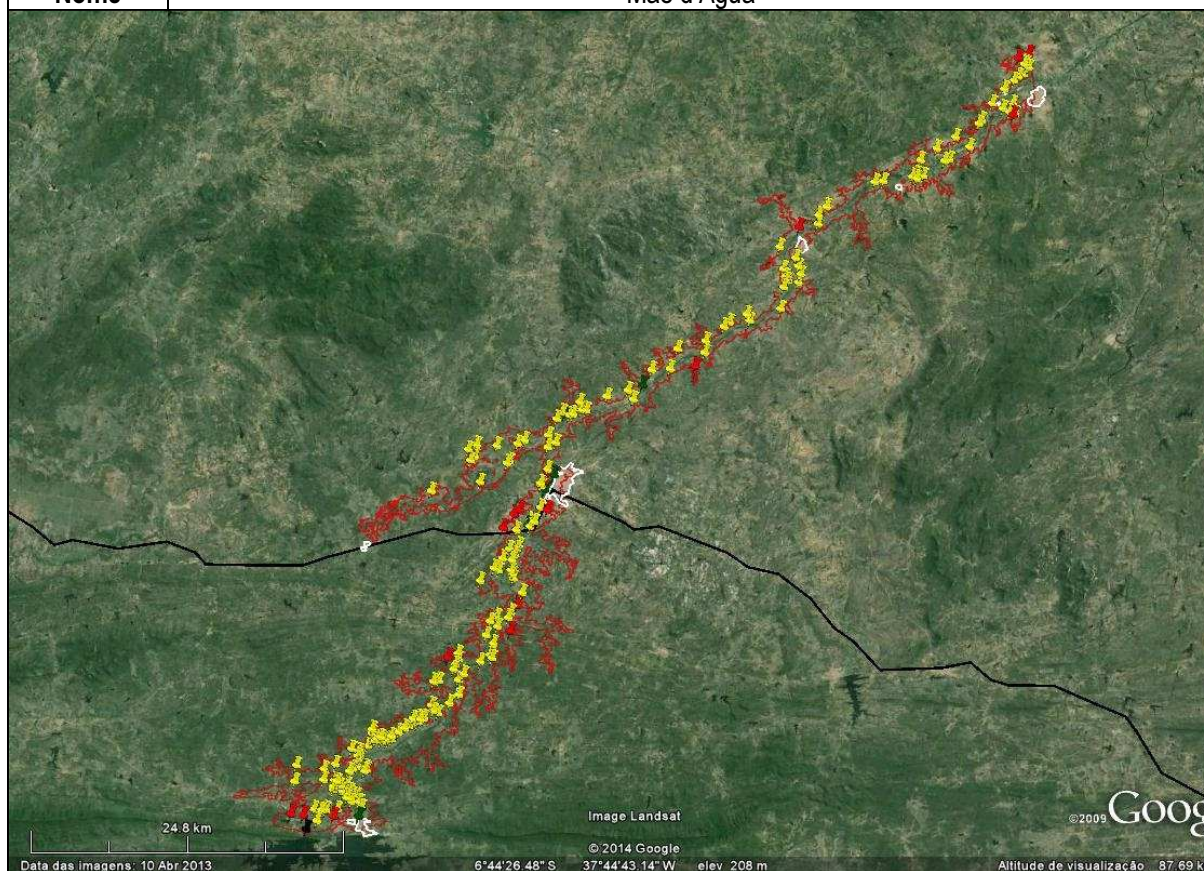 Nome Mãe d'Água
24.8 km
Image Landsat
©2009 Goog
© 2014 Google
Data das imagens: 10 Abr 2013 6°44'26.48" S 37°44'43.14" W elev 208 m Altitude de visualização 87.69 k